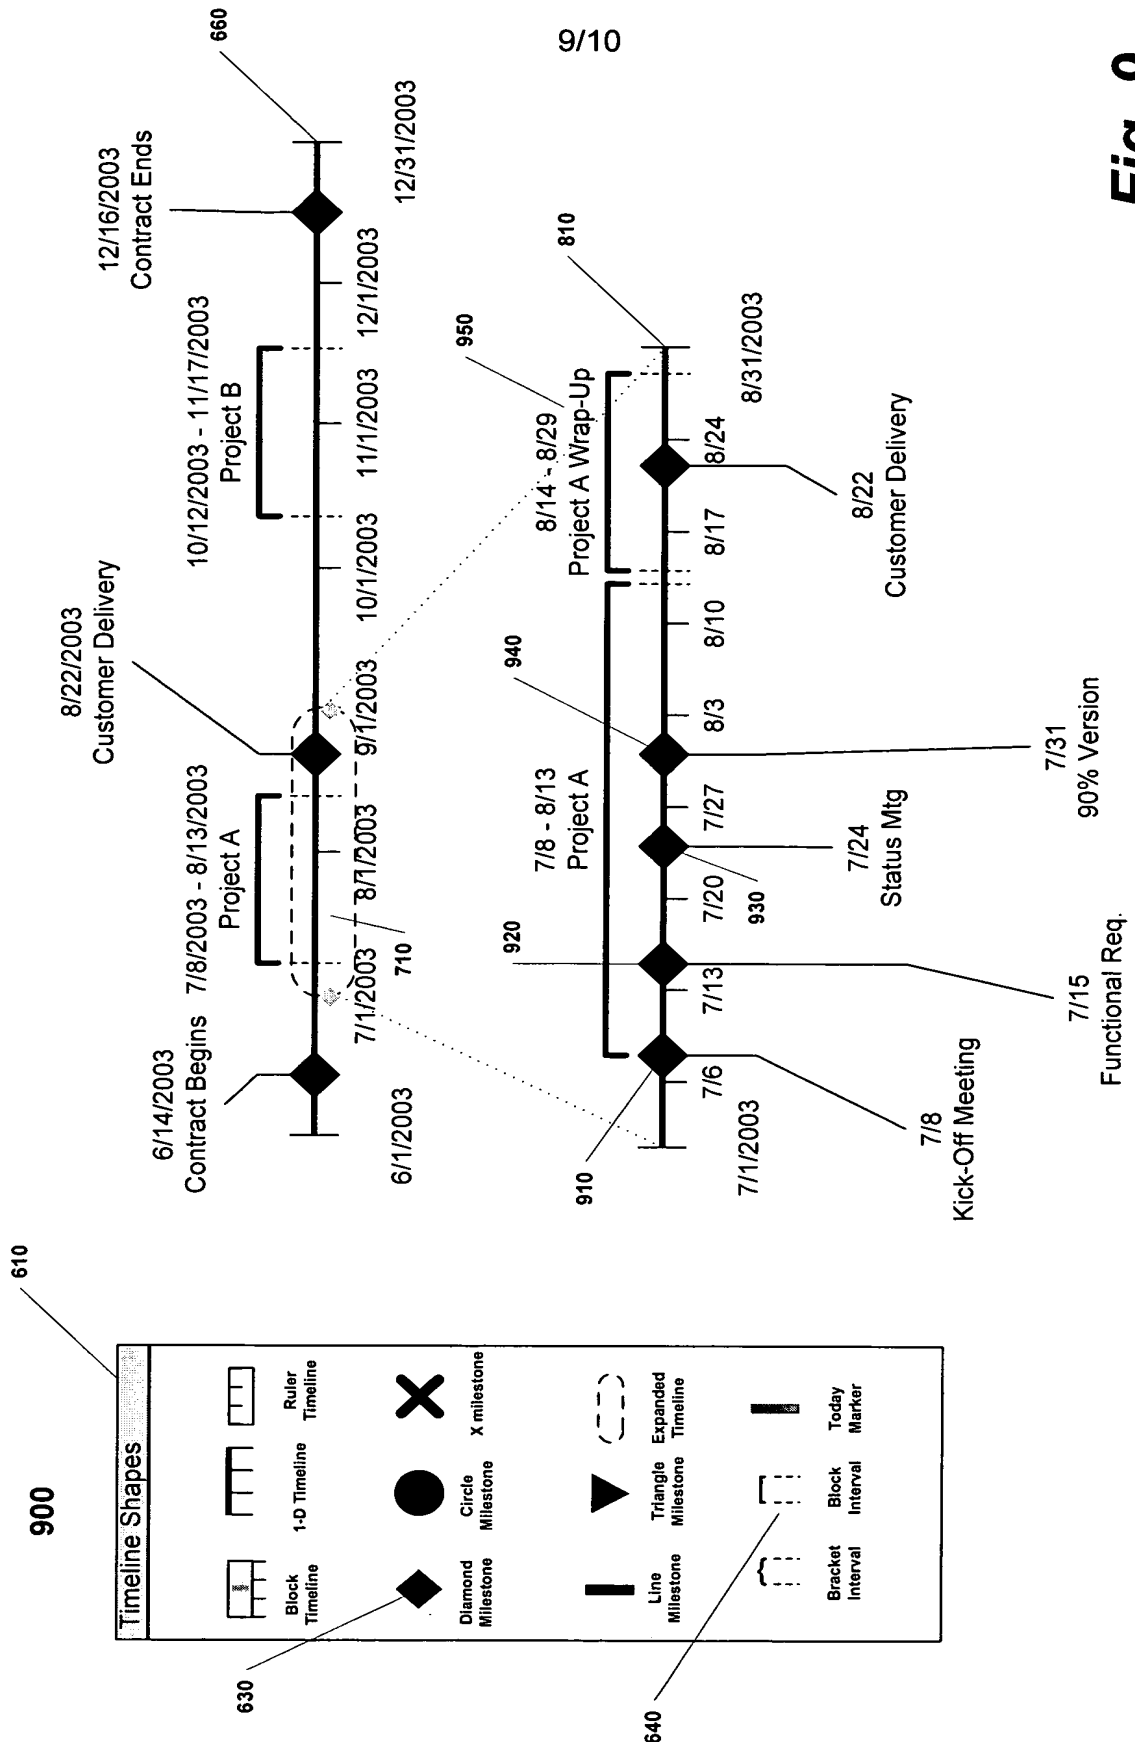 9/10
900
610
Timeline Shapes
Block
Timeline
1-D Timeline
Ruler
Timeline
Diamond
Milestone
Circle
Milestone
X milestone
Line
Milestone
Triangle
Milestone
Expanded
Timeline
Bracket
Interval
Block
Interval
Today
Marker
630
640
6/14/2003
Contract Begins
7/8/2003 - 8/13/2003
Project A
8/22/2003
Customer Delivery
10/12/2003 - 11/17/2003
Project B
12/16/2003
Contract Ends
660
6/1/2003
7/1/2003
8/1/2003
9/1/2003
10/1/2003
11/1/2003
12/1/2003
12/31/2003
710
910
920
7/8 - 8/13
Project A
940
8/14 - 8/29
Project A Wrap-Up
950
810
7/1/2003
7/6
7/13
7/20
7/27
8/3
8/10
8/17
8/24
8/31/2003
930
7/8
Kick-Off Meeting
7/15
Functional Req.
7/24
Status Mtg
7/31
90% Version
8/22
Customer Delivery
Fig. 9